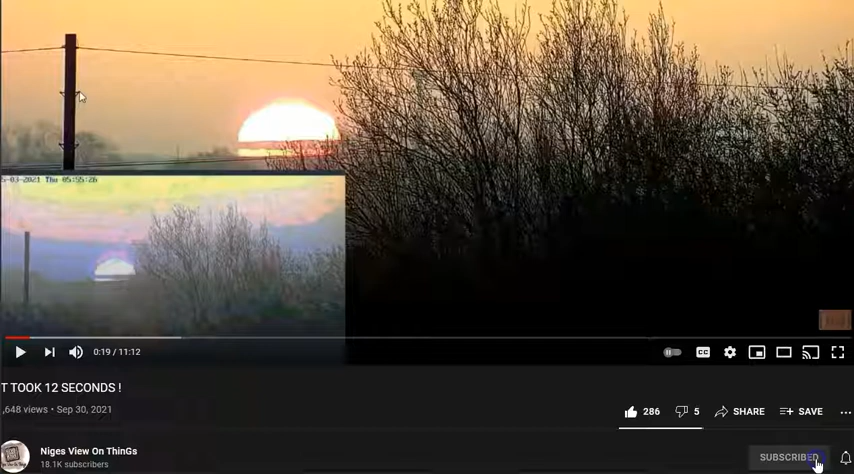 5-03-2021 Thu 05:55:26
0:19 / 11:12
CC
T TOOK 12 SECONDS !
,648 views • Sep 30, 2021
286
5
SHARE
SAVE
Niges View On ThinGs
18.1K subscribers
SUBSCRIBED